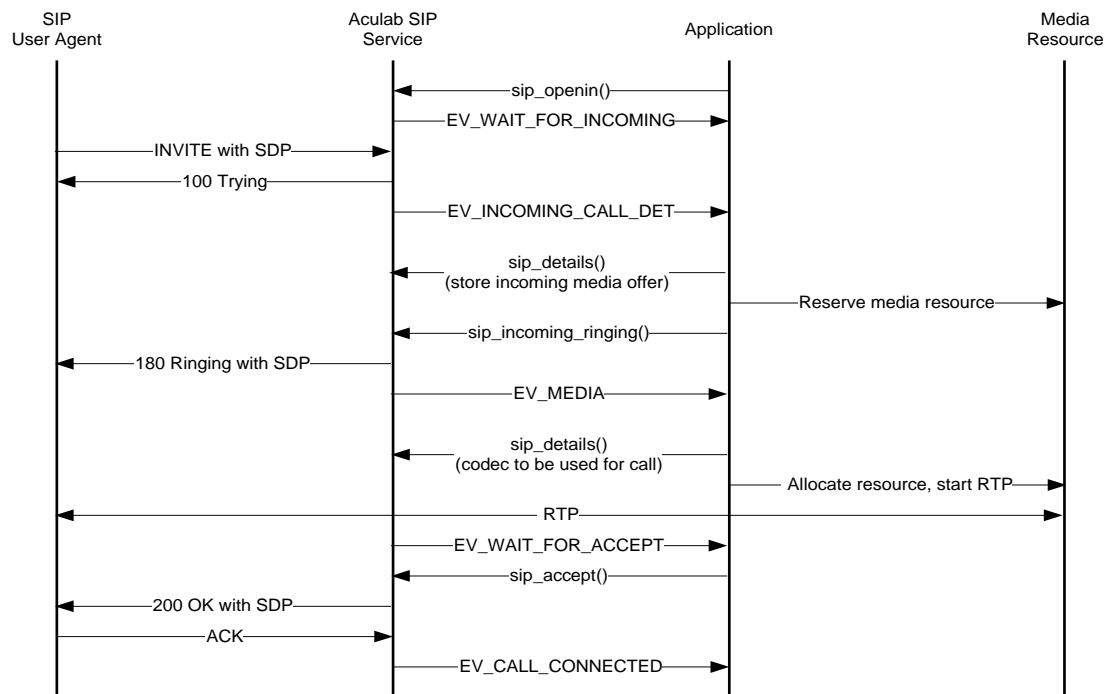 SIP
User Agent
Aculab SIP
Service
Application
Media
Resource
sip_openin()
EV_WAIT_FOR_INCOMING
INVITE with SDP
100 Trying
EV_INCOMING_CALL_DET
sip_details()
(store incoming media offer)
Reserve media resource
sip_incoming_ringing()
180 Ringing with SDP
EV_MEDIA
sip_details()
(codec to be used for call)
Allocate resource, start RTP
RTP
EV_WAIT_FOR_ACCEPT
sip_accept()
200 OK with SDP
ACK
EV_CALL_CONNECTED